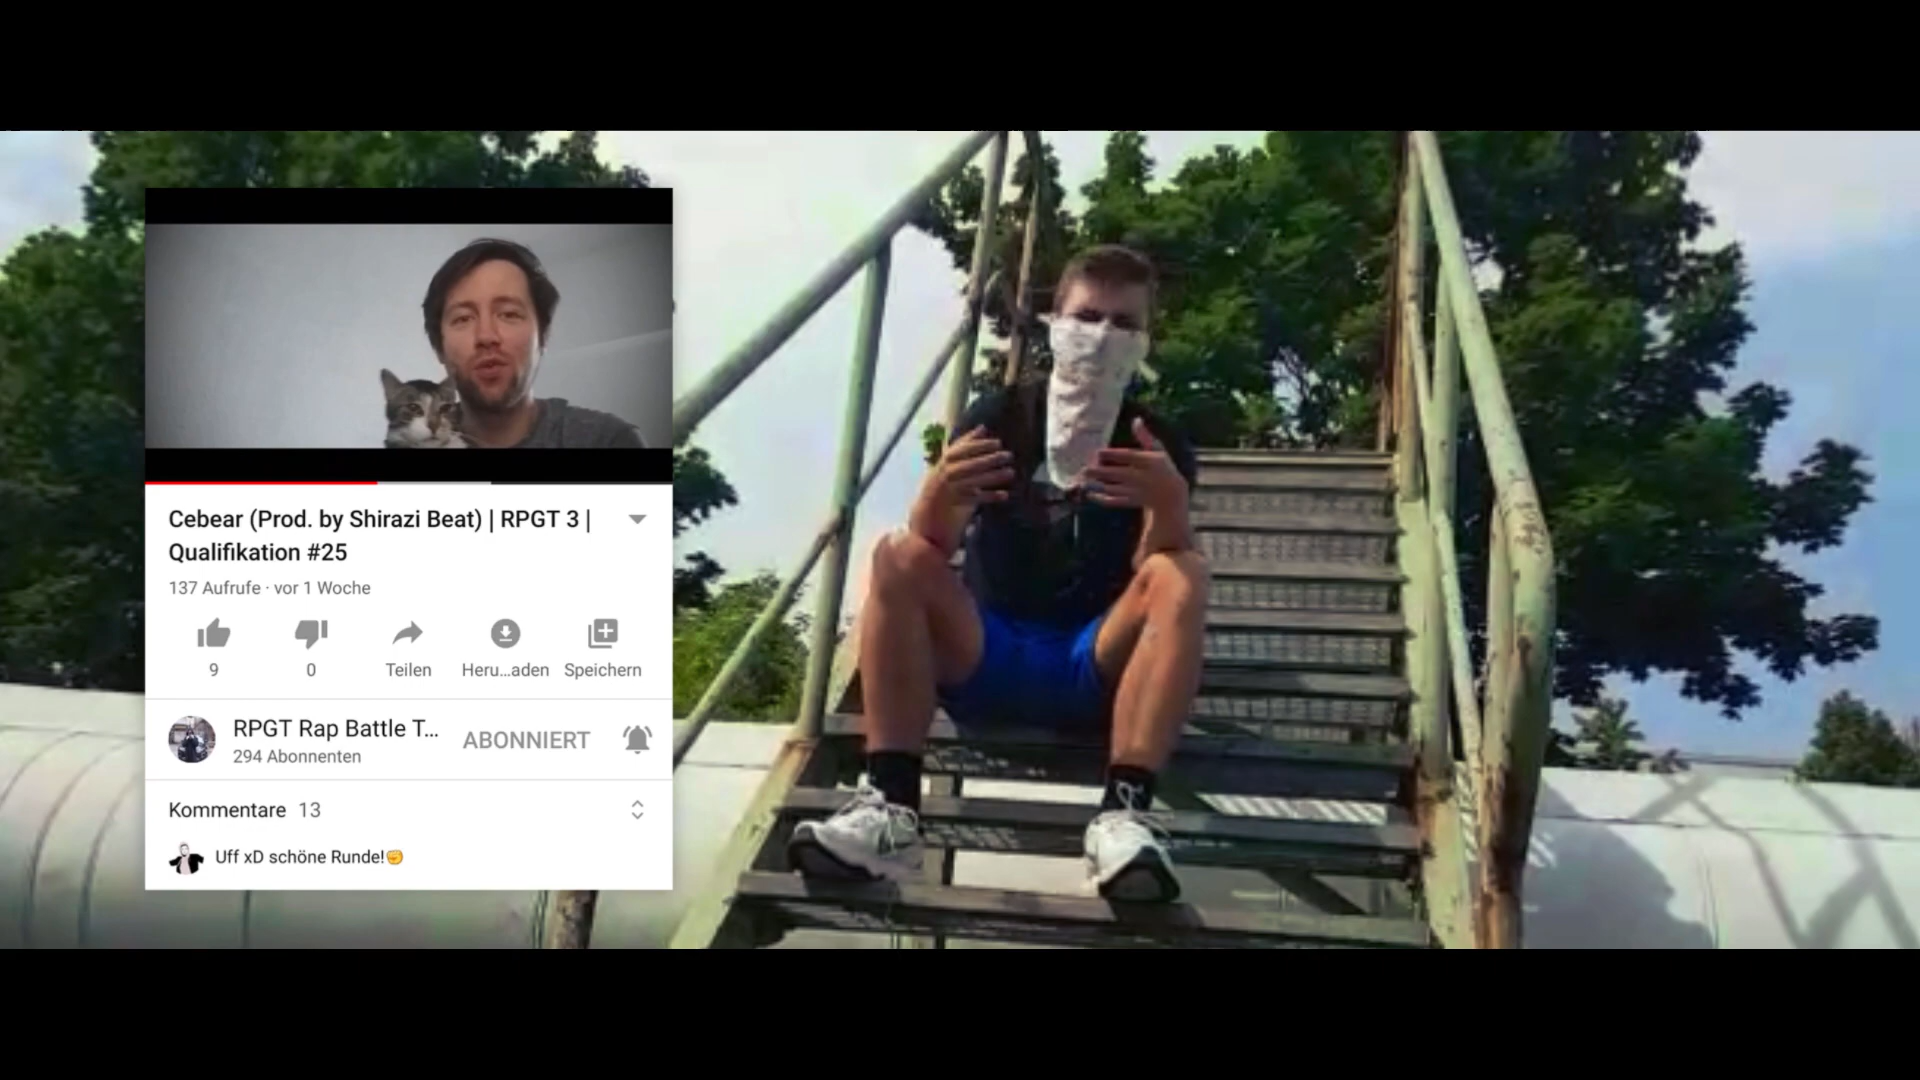 Cebear (Prod. by Shirazi Beat) | RPGT 3 |
Qualifikation #25
137 Aufrufe · vor 1 Woche
9
0
Teilen
Heru...aden
Speichern
RPGT Rap Battle T...
294 Abonnenten
ABONNIERT
Kommentare 13
Uff xD schöne Runde!✊